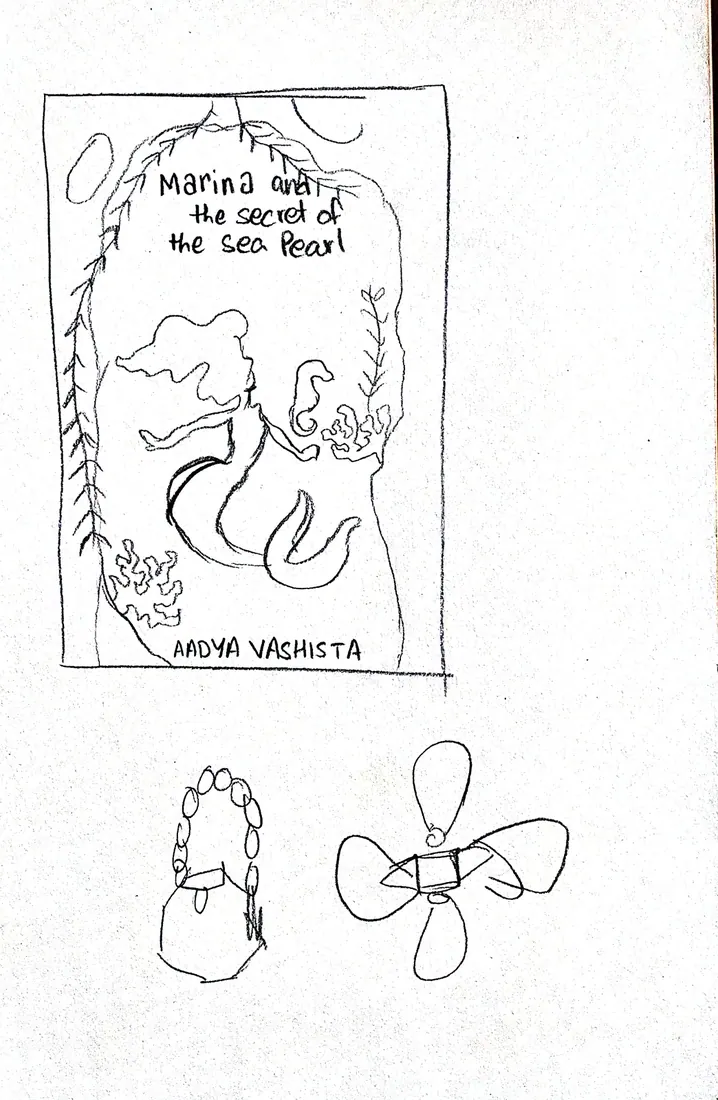 Marina and
the secret of
the sea Pearl
AADYA VASHISTA